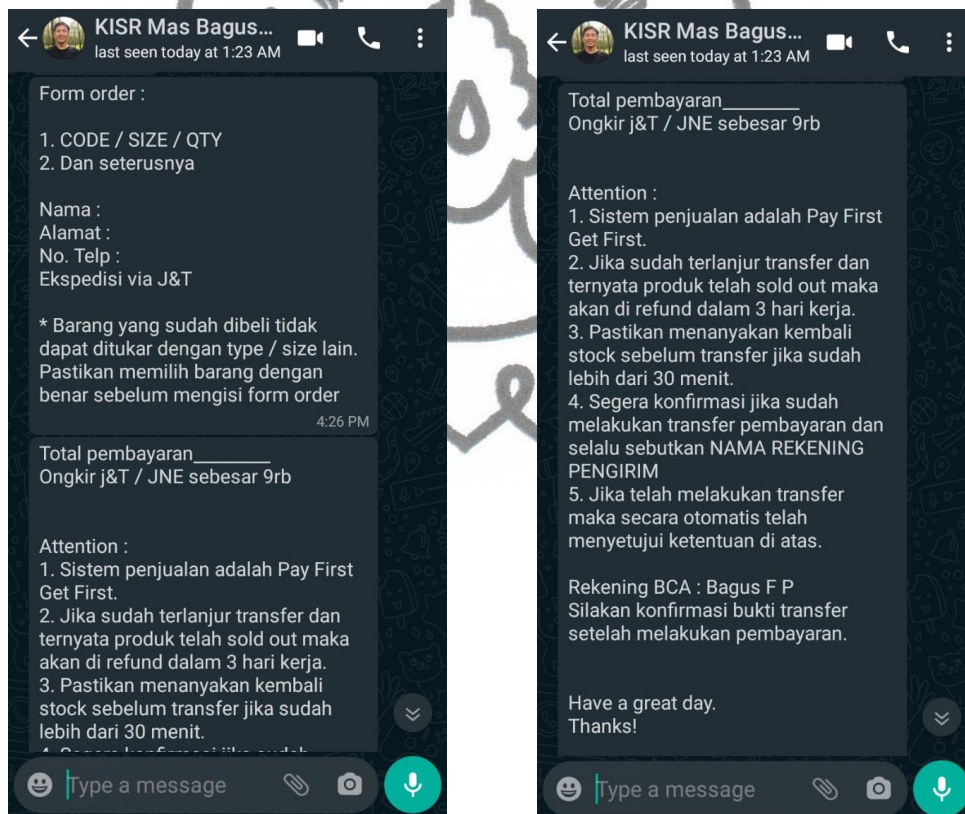 KISR Mas Bagus...
last seen today at 1:23 AM
Form order :
1. CODE / SIZE / QTY
2. Dan seterusnya
Nama :
Alamat :
No. Telp :
Ekspedisi via J&T
* Barang yang sudah dibeli tidak
dapat ditukar dengan type / size lain.
Pastikan memilih barang dengan
benar sebelum mengisi form order
4:26 PM
Total pembayaran________
Ongkir j&T / JNE sebesar 9rb
Attention :
1. Sistem penjualan adalah Pay First
Get First.
2. Jika sudah terlanjur transfer dan
ternyata produk telah sold out maka
akan di refund dalam 3 hari kerja.
3. Pastikan menanyakan kembali
stock sebelum transfer jika sudah
lebih dari 30 menit.
Type a message
KISR Mas Bagus...
last seen today at 1:23 AM
Total pembayaran________
Ongkir j&T / JNE sebesar 9rb
Attention :
1. Sistem penjualan adalah Pay First
Get First.
2. Jika sudah terlanjur transfer dan
ternyata produk telah sold out maka
akan di refund dalam 3 hari kerja.
3. Pastikan menanyakan kembali
stock sebelum transfer jika sudah
lebih dari 30 menit.
4. Segera konfirmasi jika sudah
melakukan transfer pembayaran dan
selalu sebutkan NAMA REKENING
PENGIRIM
5. Jika telah melakukan transfer
maka secara otomatis telah
menyetujui ketentuan di atas.
Rekening BCA : Bagus F P
Silakan konfirmasi bukti transfer
setelah melakukan pembayaran.
Have a great day.
Thanks!
Type a message